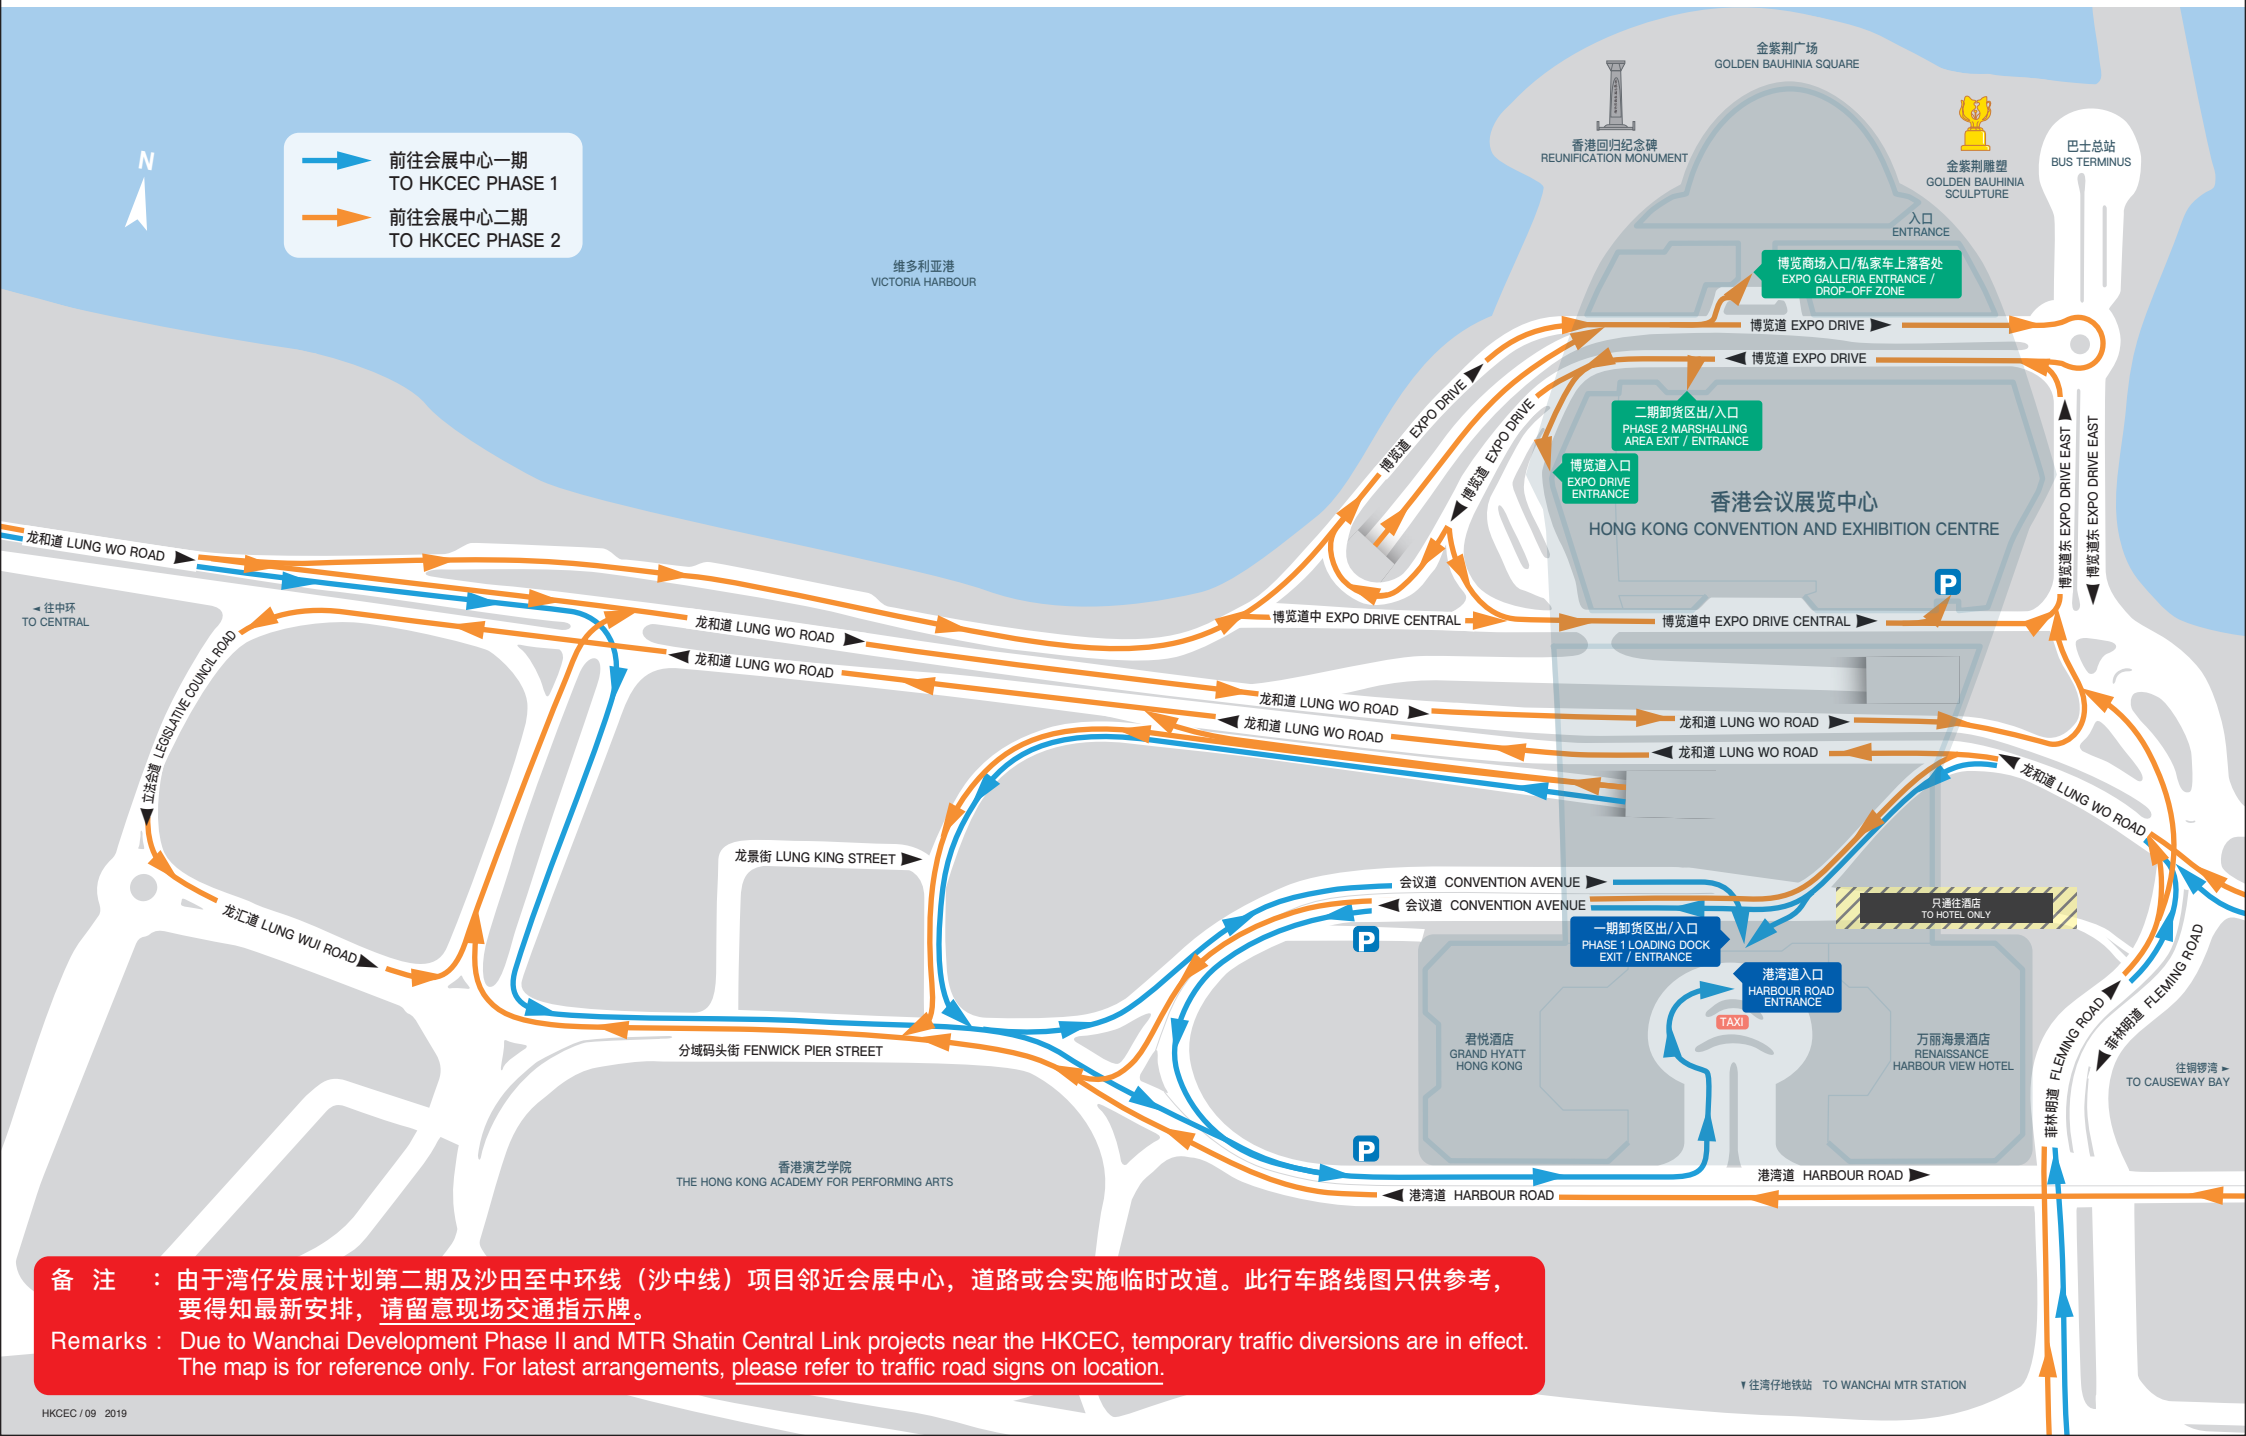 金紫荆广场
GOLDEN BAUHINIA SQUARE
香港回归纪念碑
REUNIFICATION MONUMENT
金紫荆雕塑
GOLDEN BAUHINIA
SCULPTURE
巴士总站
BUS TERMINUS
N
前往会展中心一期
TO HKCEC PHASE 1
前往会展中心二期
TO HKCEC PHASE 2
维多利亚港
VICTORIA HARBOUR
入口
ENTRANCE
博览商场入口/私家车上落客处
EXPO GALLERIA ENTRANCE /
DROP-OFF ZONE
博览道 EXPO DRIVE
博览道 EXPO DRIVE
博览道 EXPO DRIVE
博览道 EXPO DRIVE
二期卸货区出/入口
PHASE 2 MARSHALLING
AREA EXIT / ENTRANCE
博览道入口
EXPO DRIVE
ENTRANCE
香港会议展览中心
HONG KONG CONVENTION AND EXHIBITION CENTRE
博览道东 EXPO DRIVE EAST
博览道东 EXPO DRIVE EAST
P
龙和道 LUNG WO ROAD
往中环
TO CENTRAL
博览道中 EXPO DRIVE CENTRAL
博览道中 EXPO DRIVE CENTRAL
龙和道 LUNG WO ROAD
龙和道 LUNG WO ROAD
立法会道 LEGISLATIVE COUNCIL ROAD
龙和道 LUNG WO ROAD
龙和道 LUNG WO ROAD
龙和道 LUNG WO ROAD
龙和道 LUNG WO ROAD
龙和道 LUNG WO ROAD
龙景街 LUNG KING STREET
会议道 CONVENTION AVENUE
会议道 CONVENTION AVENUE
只通往酒店
TO HOTEL ONLY
龙汇道 LUNG WUI ROAD
P
一期卸货区出/入口
PHASE 1 LOADING DOCK
EXIT / ENTRANCE
港湾道入口
HARBOUR ROAD
ENTRANCE
TAXI
菲林明道 FLEMING ROAD
菲林明道 FLEMING ROAD
分域码头街 FENWICK PIER STREET
君悦酒店
GRAND HYATT
HONG KONG
万丽海景酒店
RENAISSANCE
HARBOUR VIEW HOTEL
往铜锣湾
TO CAUSEWAY BAY
P
香港演艺学院
THE HONG KONG ACADEMY FOR PERFORMING ARTS
港湾道 HARBOUR ROAD
港湾道 HARBOUR ROAD
备 注 ：由于湾仔发展计划第二期及沙田至中环线（沙中线）项目邻近会展中心，道路或会实施临时改道。此行车路线图只供参考，
要得知最新安排，请留意现场交通指示牌。
Remarks : Due to Wanchai Development Phase II and MTR Shatin Central Link projects near the HKCEC, temporary traffic diversions are in effect.
The map is for reference only. For latest arrangements, please refer to traffic road signs on location.
往湾仔地铁站 TO WANCHAI MTR STATION
HKCEC / 09 2019